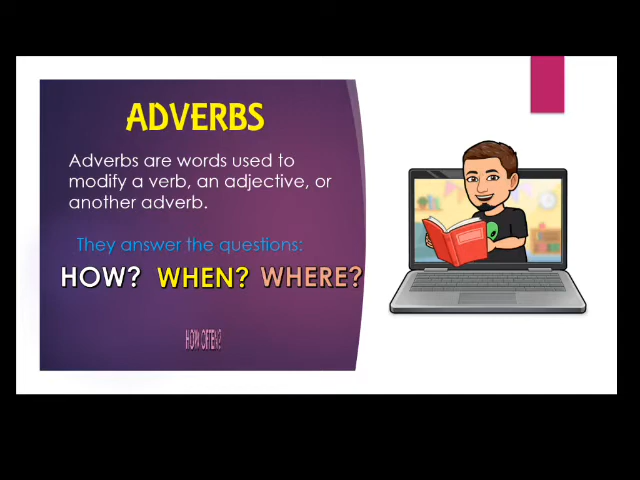 ADVERBS
Adverbs are words used to
modify a verb, an adjective, or
another adverb.
They answer the questions:
HOW? WHEN? WHERE?
HOW OFTEN?